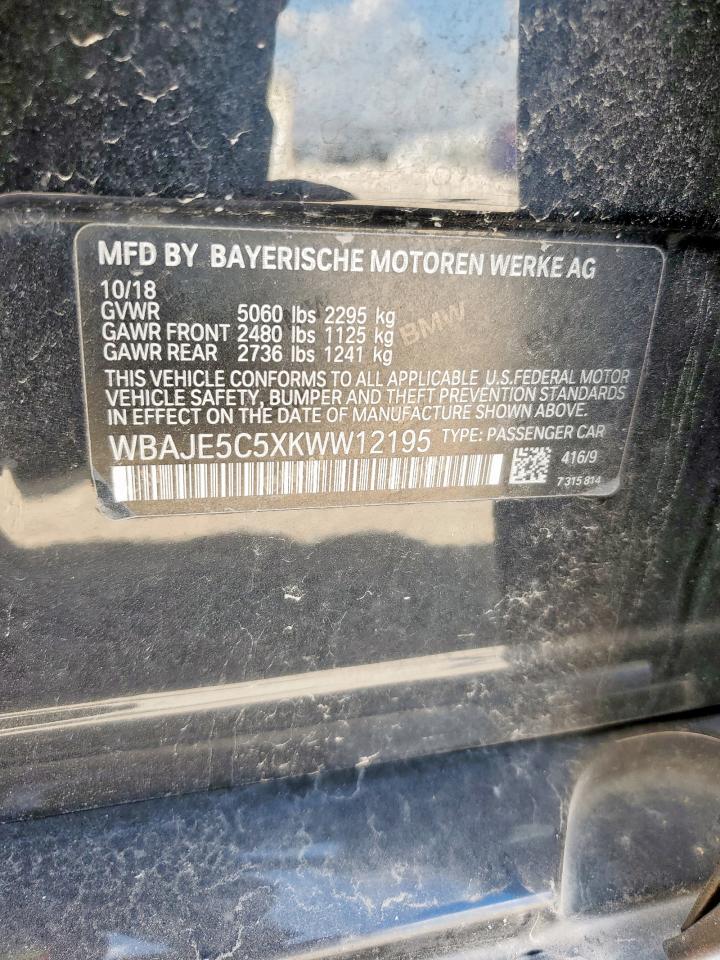 MFD BY BAYERISCHE MOTOREN WERKE AG
10/18
GVWR 5060 lbs 2295 kg
GAWR FRONT 2480 lbs 1125 kg
GAWR REAR 2736 lbs 1241 kg
BMW
THIS VEHICLE CONFORMS TO ALL APPLICABLE U.S.FEDERAL MOTOR
VEHICLE SAFETY, BUMPER AND THEFT PREVENTION STANDARDS
IN EFFECT ON THE DATE OF MANUFACTURE SHOWN ABOVE.
WBAJE5C5XKWW12195 TYPE: PASSENGER CAR
416/9
7315814